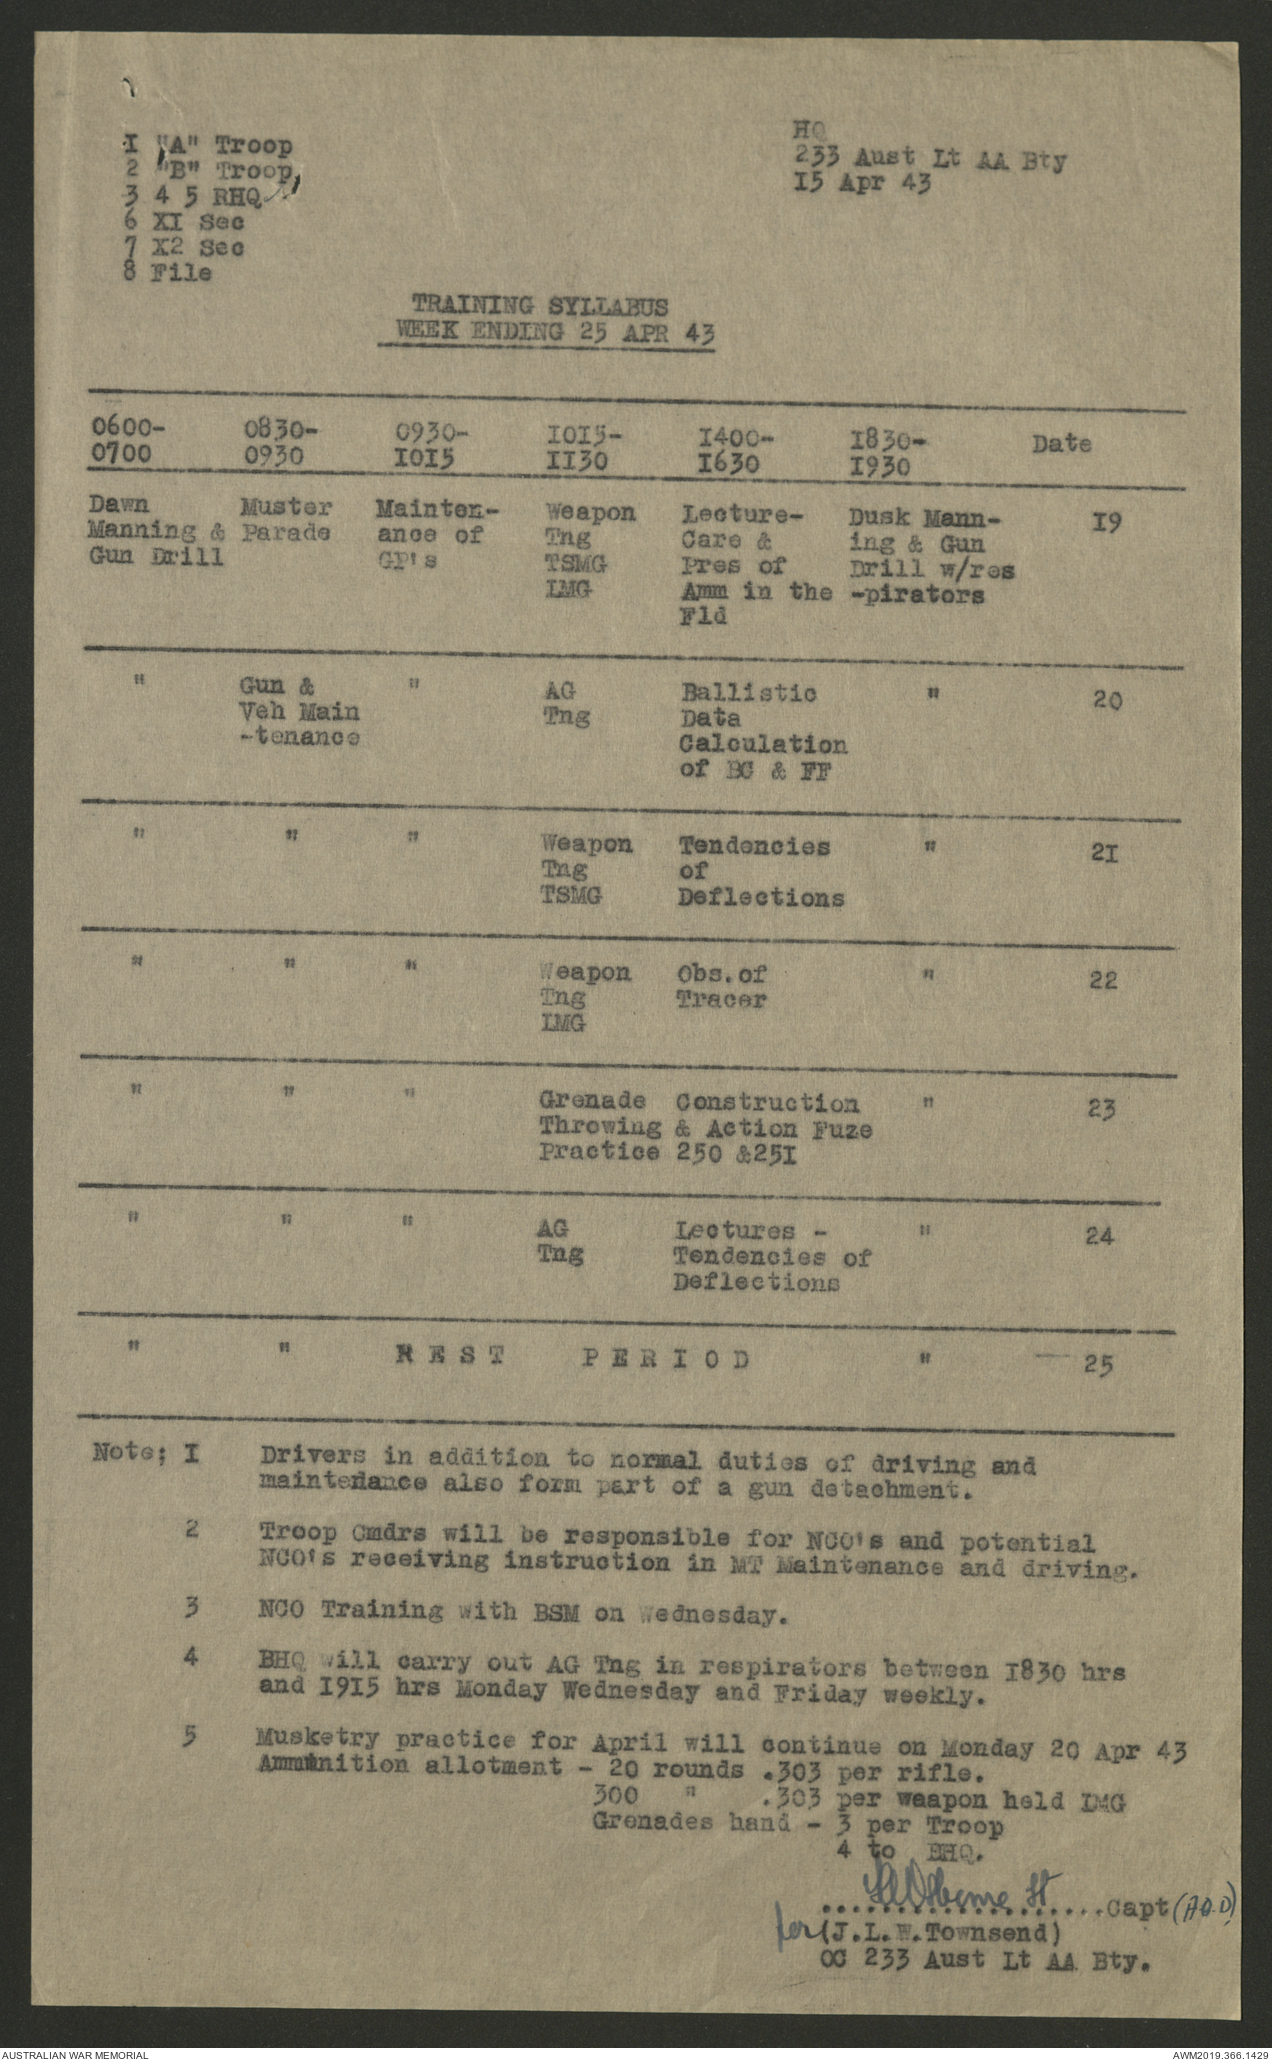 1 "A" Troop
2 "B" Troop,
3 4 5 RHQ
6 XI Sec
7 X2 Sec
8 File
HQ
233 Aust Lt AA Bty
I5 Apr 43
TRAINING SYLLABUS
WEEK ENDING 25 APR 43
0600- 0830- 0930- IOI5- I400- I830- Date
0700 0930 IOI5 II30 I630 I930
Dawn Muster Mainten- Weapon Lecture- Dusk Mann- I9
Manning & Parade ance of Tng Care & ing & Gun
Gun Drill GP's TSMG Pres of Drill w/res
LMG Amm in the -pirators
Fld
" Gun & " AG Ballistic " 20
Veh Main Tng Data
-tenance Calculation
of BC & FF
" " " Weapon Tendencies " 2I
Tng of
TSMG Deflections
" " " Weapon Obs.of " 22
Tng Tracer
LMG
" " " Grenade Construction " 23
Throwing & Action Fuze
Practice 250 &25I
" " " AG Lectures - " 24
Tng Tendencies of
Deflections
" " R E S T P E R I O D " 25
Note; I Drivers in addition to normal duties of driving and
maintenance also form part of a gun detachment.
2 Troop Cmdrs will be responsible for NCO's and potential
NCO's receiving instruction in MT Maintenance and driving.
3 NCO Training with BSM on Wednesday.
4 BHQ will carry out AG Tng in respirators between I830 hrs
and I9I5 hrs Monday Wednesday and Friday weekly.
5 Musketry practice for April will continue on Monday 20 Apr 43
Ammunition allotment - 20 rounds .303 per rifle.
300 " .303 per waapon held LMG
Grenades hand - 3 per Troop
4 to BHQ.
Osborne Lt
....................Capt (A.O.D)
for (J.L.W.Townsend)
OC 233 Aust Lt AA Bty.
AUSTRALIAN WAR MEMORIAL
AWM2019.366.1429